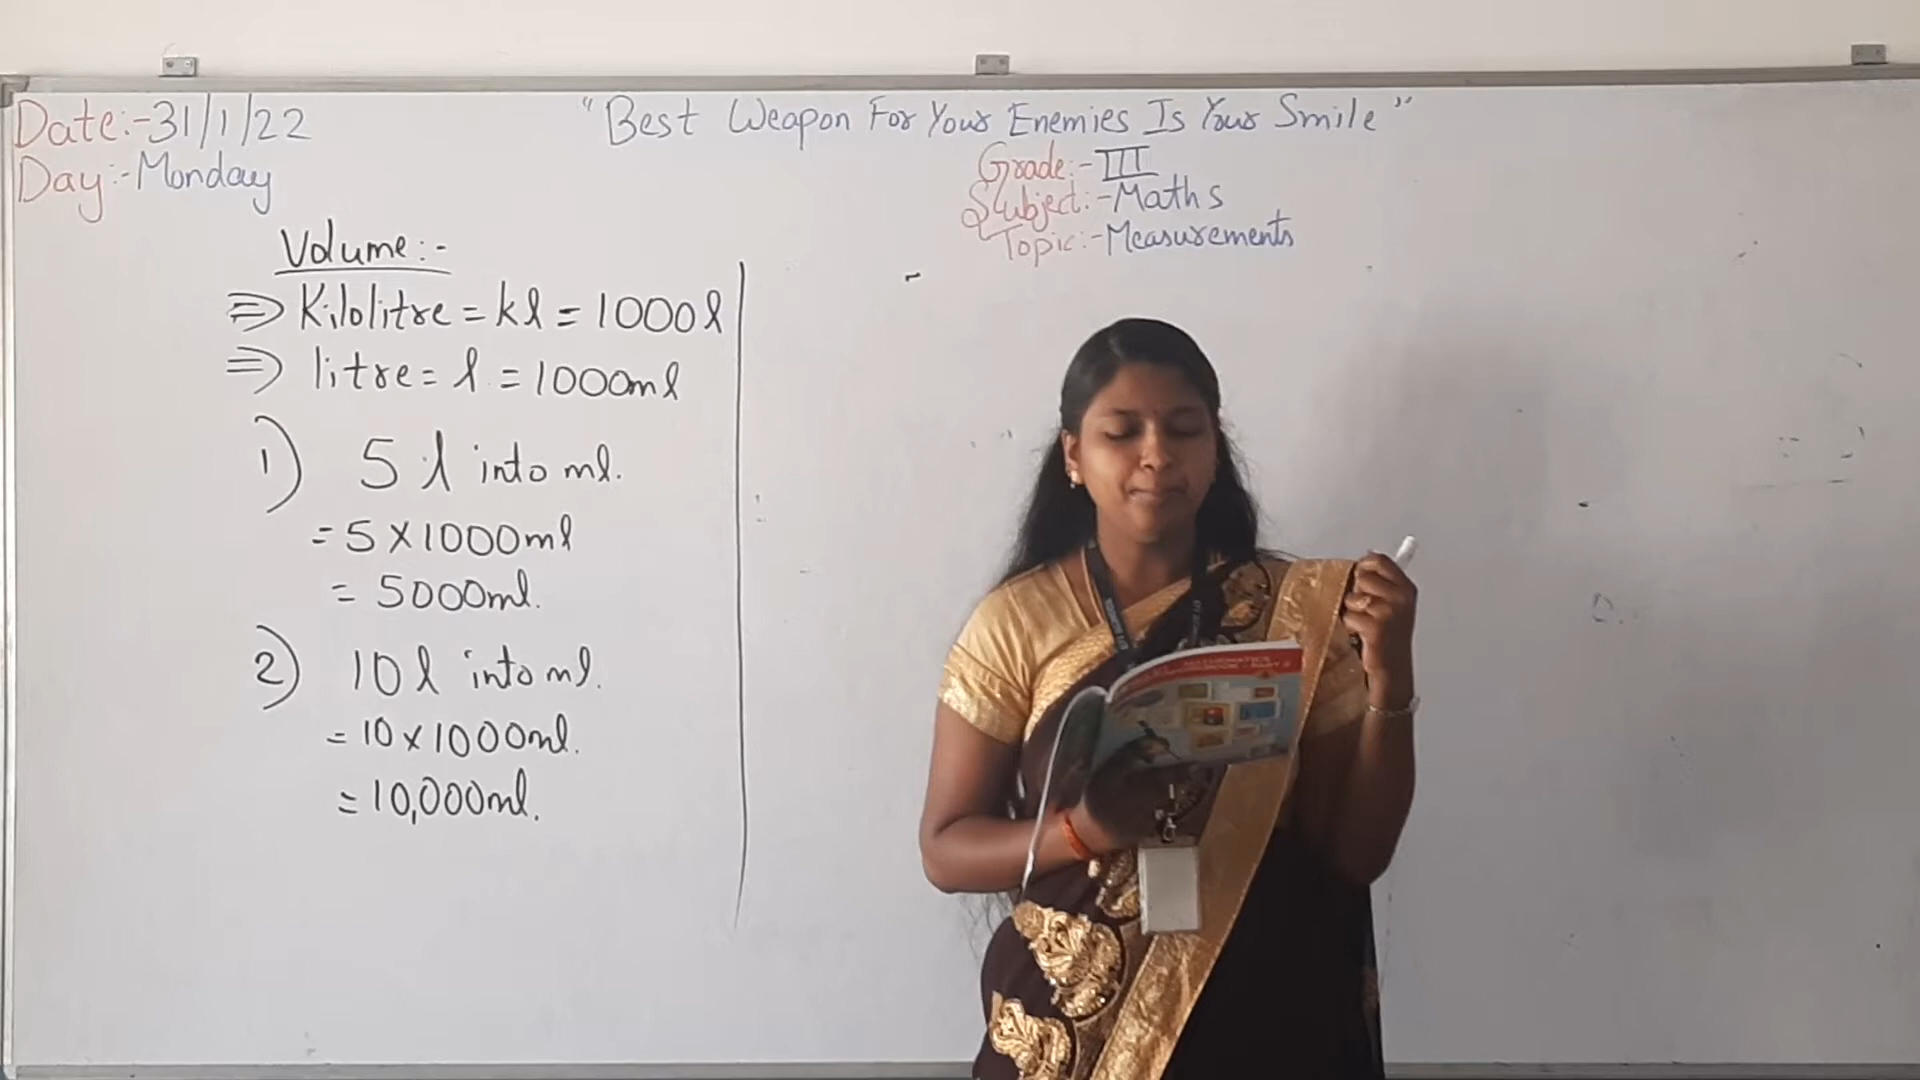 Date:-31/1/22
Day:-Monday
"Best Weapon For Your Enemies Is Your Smile"
Grade:-III
Subject:-Maths
Topic:-Measurements
Volume:-
⇒ Kilolitre = kl = 1000l
⇒ litre = l = 1000ml
1) 5 l into ml.
= 5 × 1000ml
= 5000ml.
2) 10 l into ml.
= 10 × 1000ml.
= 10,000ml.
MATHEMATICS